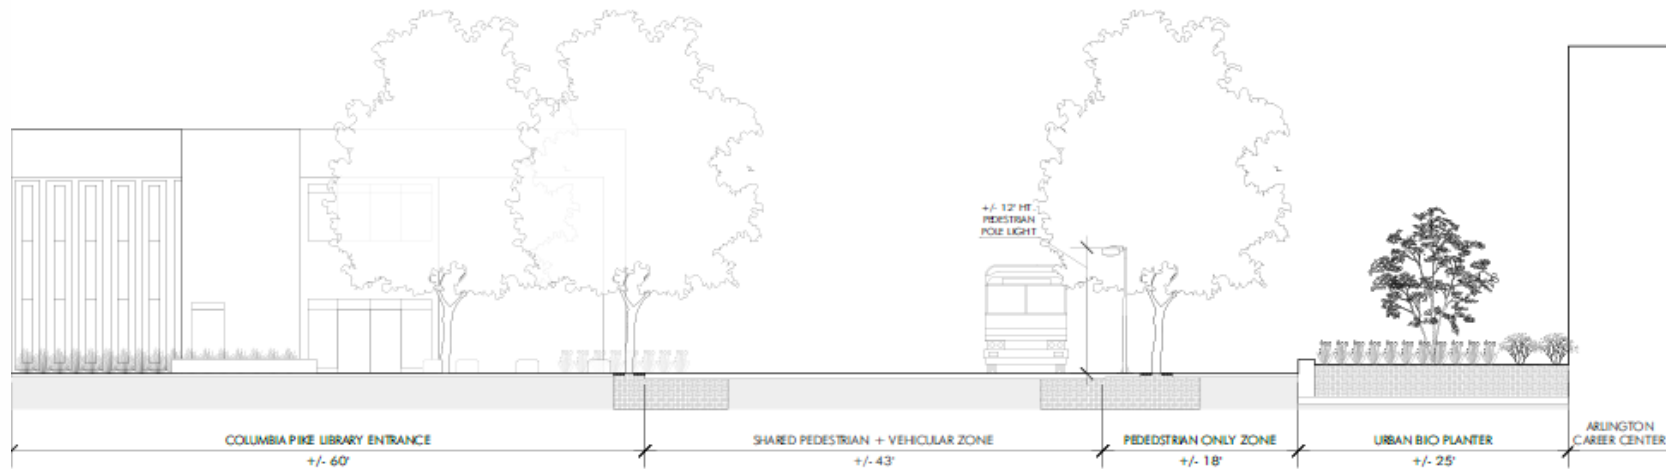 +/- 12' HT.
PEDESTRIAN
POLE LIGHT
COLUMBIA PIKE LIBRARY ENTRANCE
+/- 60'
SHARED PEDESTRIAN + VEHICULAR ZONE
+/- 43'
PEDEDSTRIAN ONLY ZONE
+/- 18'
URBAN BIO PLANTER
+/- 25'
ARLINGTON
CAREER CENTER